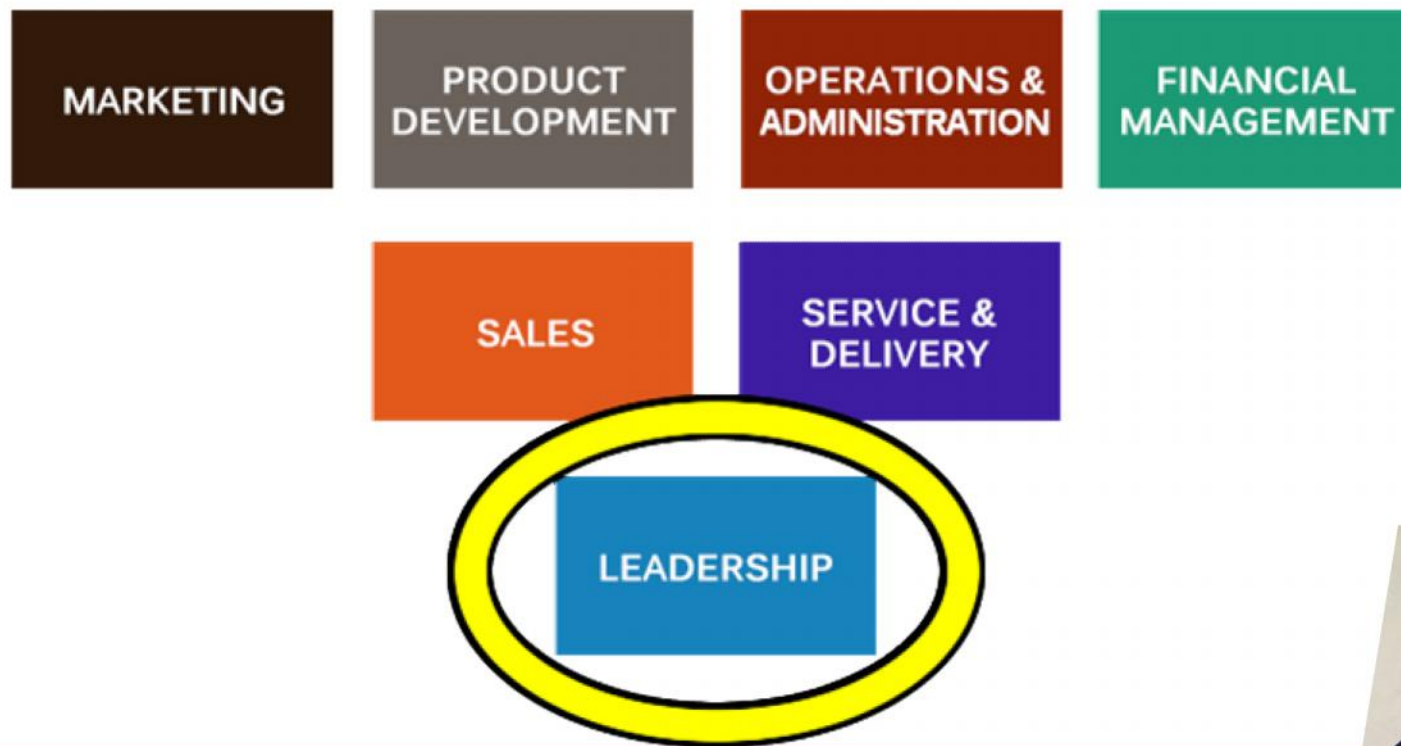 MARKETING
PRODUCT
DEVELOPMENT
OPERATIONS &
ADMINISTRATION
FINANCIAL
MANAGEMENT
SALES
SERVICE &
DELIVERY
LEADERSHIP